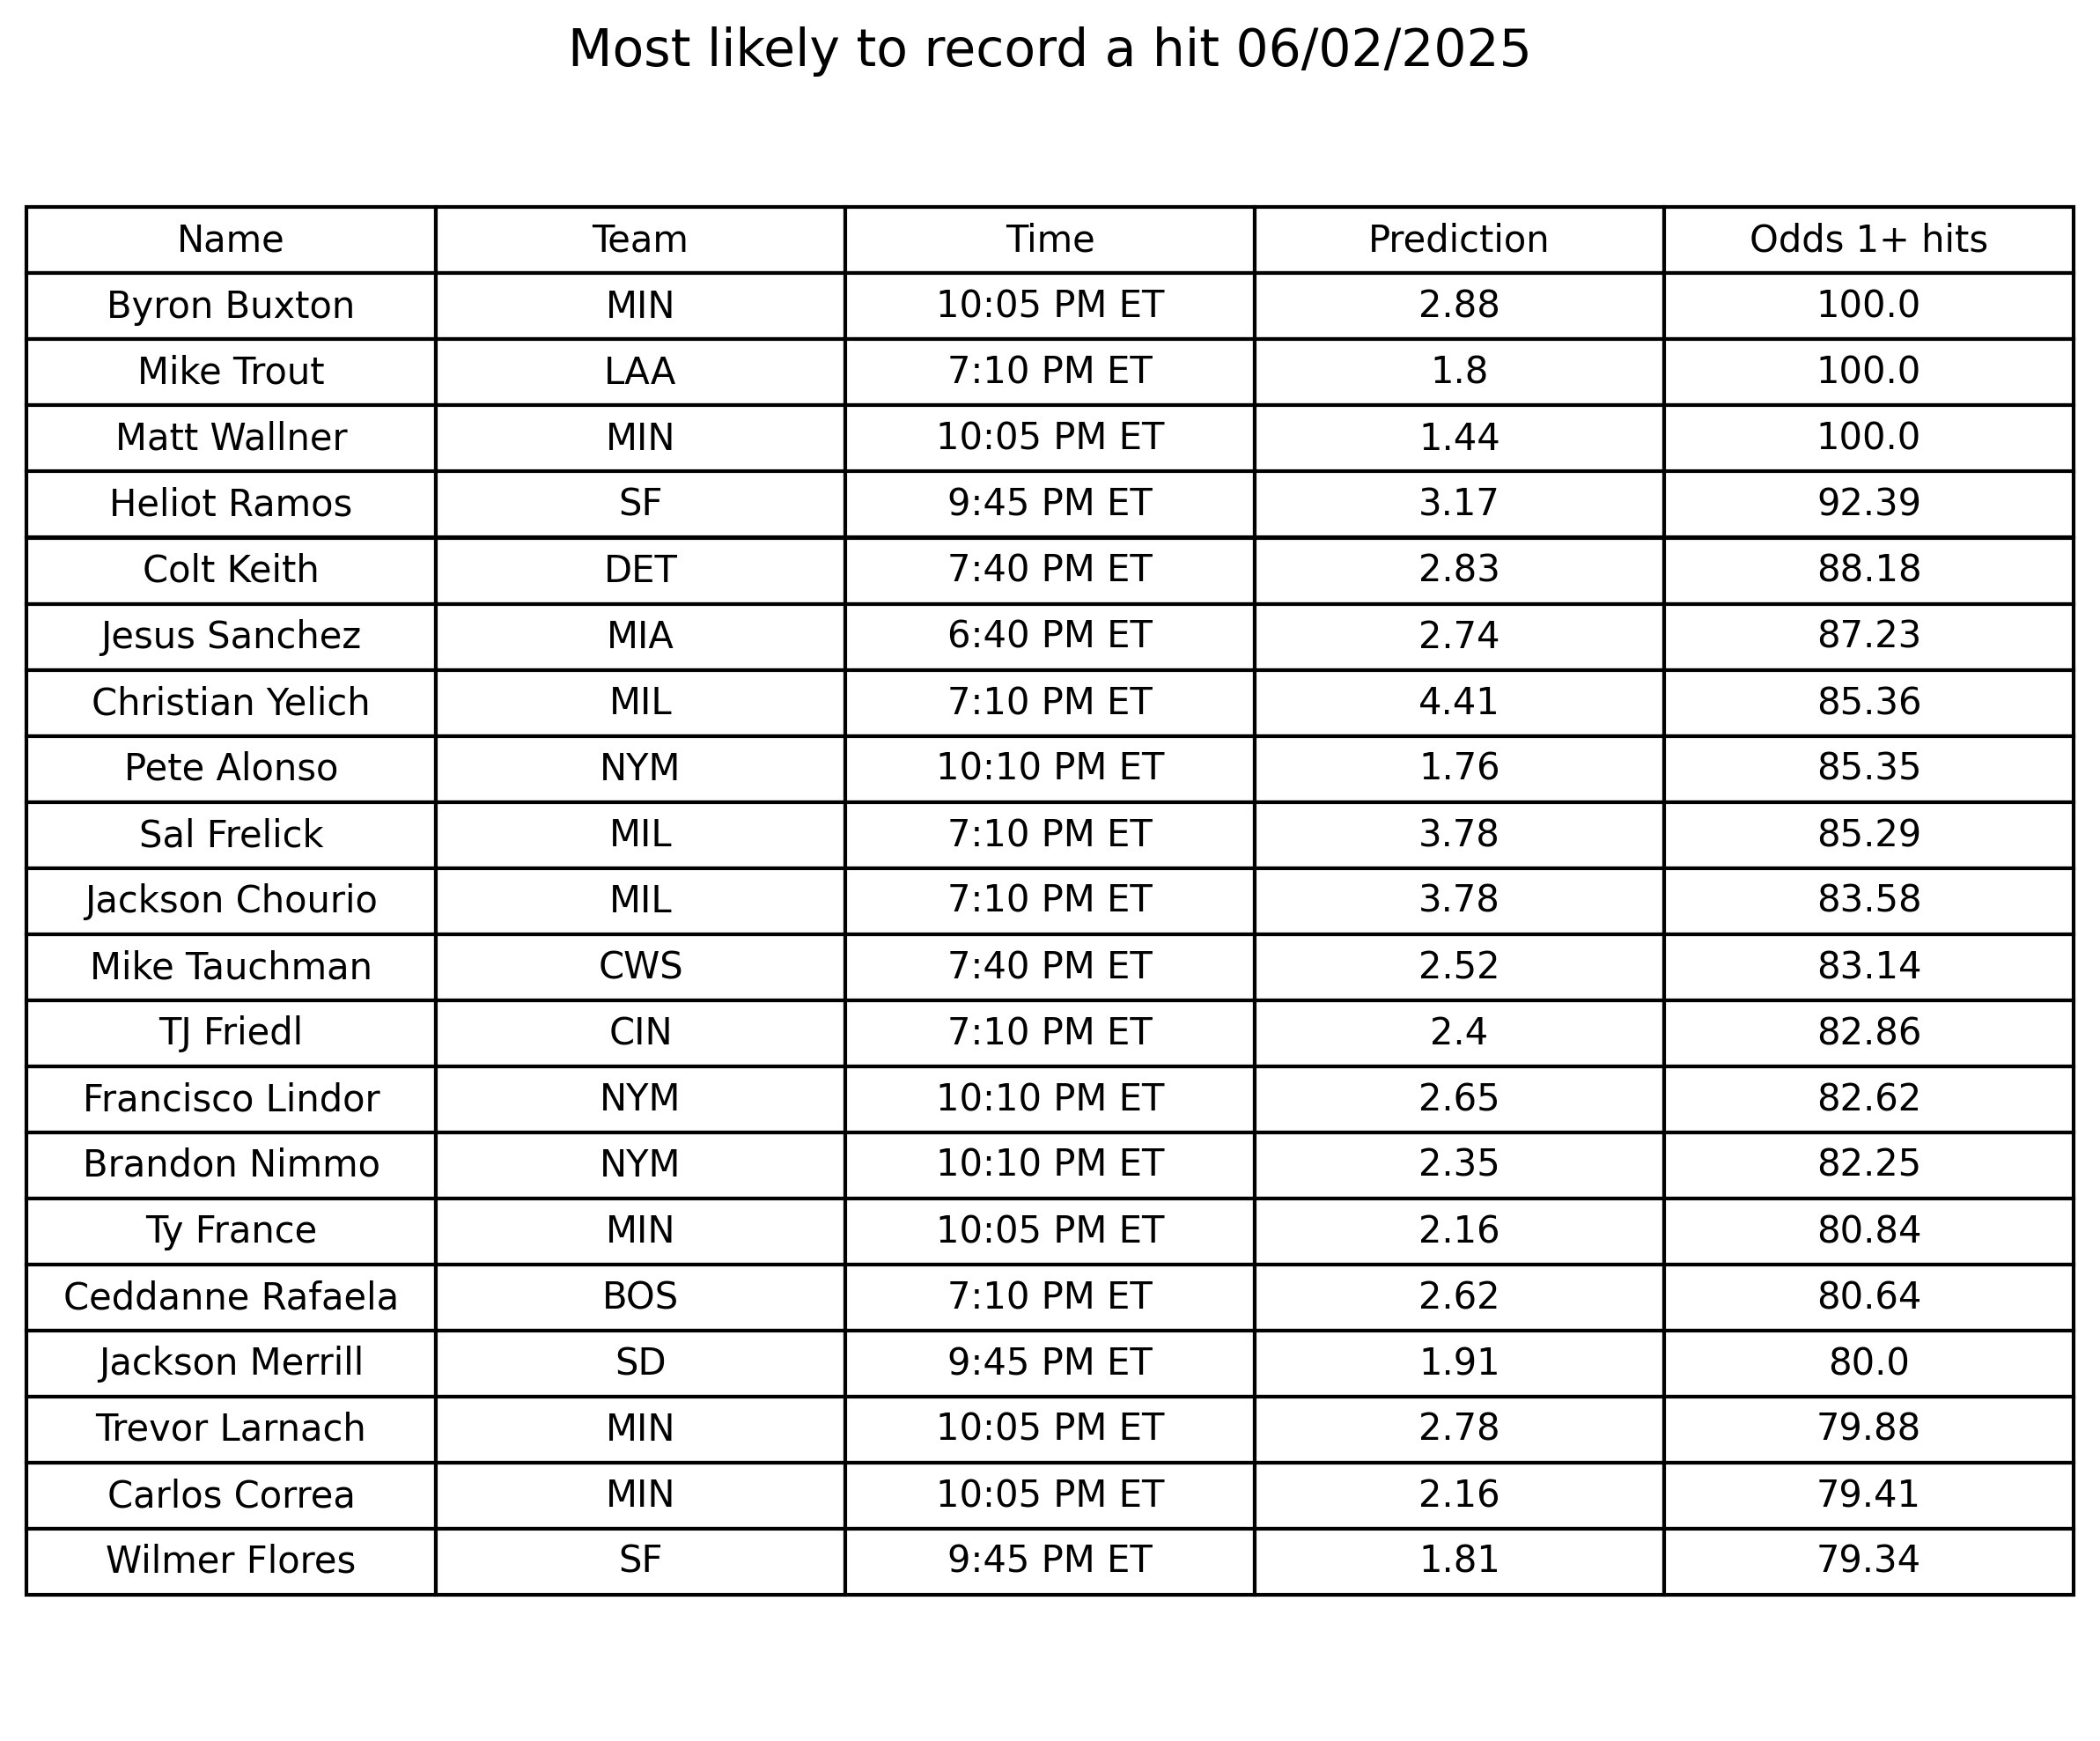 Most likely to record a hit 06/02/2025
Name Team Time Prediction Odds 1+ hits
Byron Buxton MIN 10:05 PM ET 2.88 100.0
Mike Trout LAA 7:10 PM ET 1.8 100.0
Matt Wallner MIN 10:05 PM ET 1.44 100.0
Heliot Ramos SF 9:45 PM ET 3.17 92.39
Colt Keith DET 7:40 PM ET 2.83 88.18
Jesus Sanchez MIA 6:40 PM ET 2.74 87.23
Christian Yelich MIL 7:10 PM ET 4.41 85.36
Pete Alonso NYM 10:10 PM ET 1.76 85.35
Sal Frelick MIL 7:10 PM ET 3.78 85.29
Jackson Chourio MIL 7:10 PM ET 3.78 83.58
Mike Tauchman CWS 7:40 PM ET 2.52 83.14
TJ Friedl CIN 7:10 PM ET 2.4 82.86
Francisco Lindor NYM 10:10 PM ET 2.65 82.62
Brandon Nimmo NYM 10:10 PM ET 2.35 82.25
Ty France MIN 10:05 PM ET 2.16 80.84
Ceddanne Rafaela BOS 7:10 PM ET 2.62 80.64
Jackson Merrill SD 9:45 PM ET 1.91 80.0
Trevor Larnach MIN 10:05 PM ET 2.78 79.88
Carlos Correa MIN 10:05 PM ET 2.16 79.41
Wilmer Flores SF 9:45 PM ET 1.81 79.34